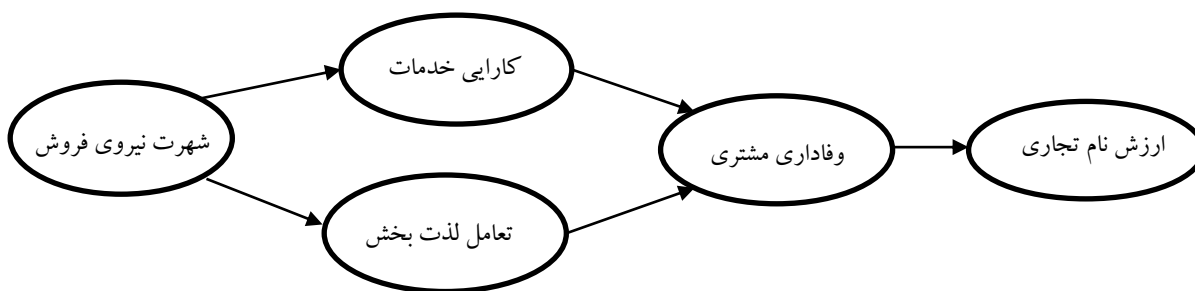 شهرت نیروی فروش
کارایی خدمات
تعامل لذت بخش
وفاداری مشتری
ارزش نام تجاری